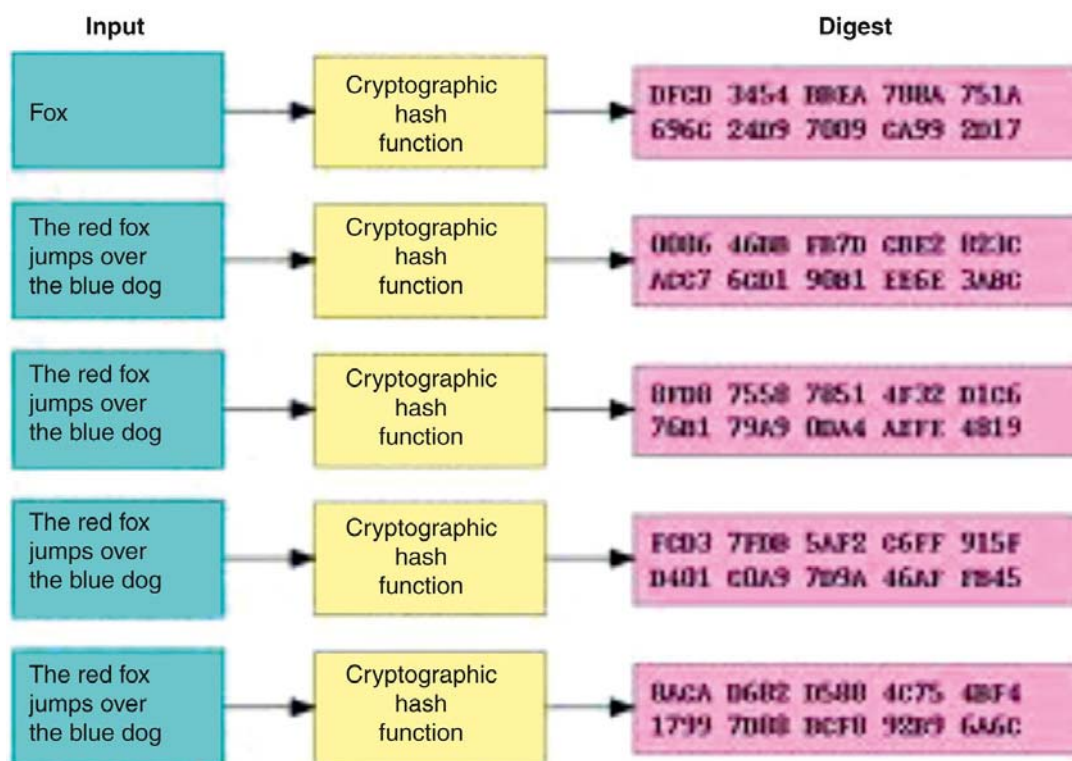 Input
Digest
Fox
Cryptographic
hash
function
DFCD 3454 BBEA 788A 751A
696C 24D9 7009 CA99 2D17
The red fox
jumps over
the blue dog
Cryptographic
hash
function
0086 46BB FB7D CBE2 823C
ACC7 6CD1 90B1 EE6E 3ABC
The red fox
jumps over
the blue dog
Cryptographic
hash
function
8FD8 7558 7851 4F32 D1C6
76B1 79A9 0DA4 AEFE 4819
The red fox
jumps over
the blue dog
Cryptographic
hash
function
FCD3 7FDB 5AF2 C6FF 915F
D401 C0A9 7D9A 46AF FB45
The red fox
jumps over
the blue dog
Cryptographic
hash
function
8ACA D682 D588 4C75 4BF4
1799 7D88 BCF8 92B9 6A6C